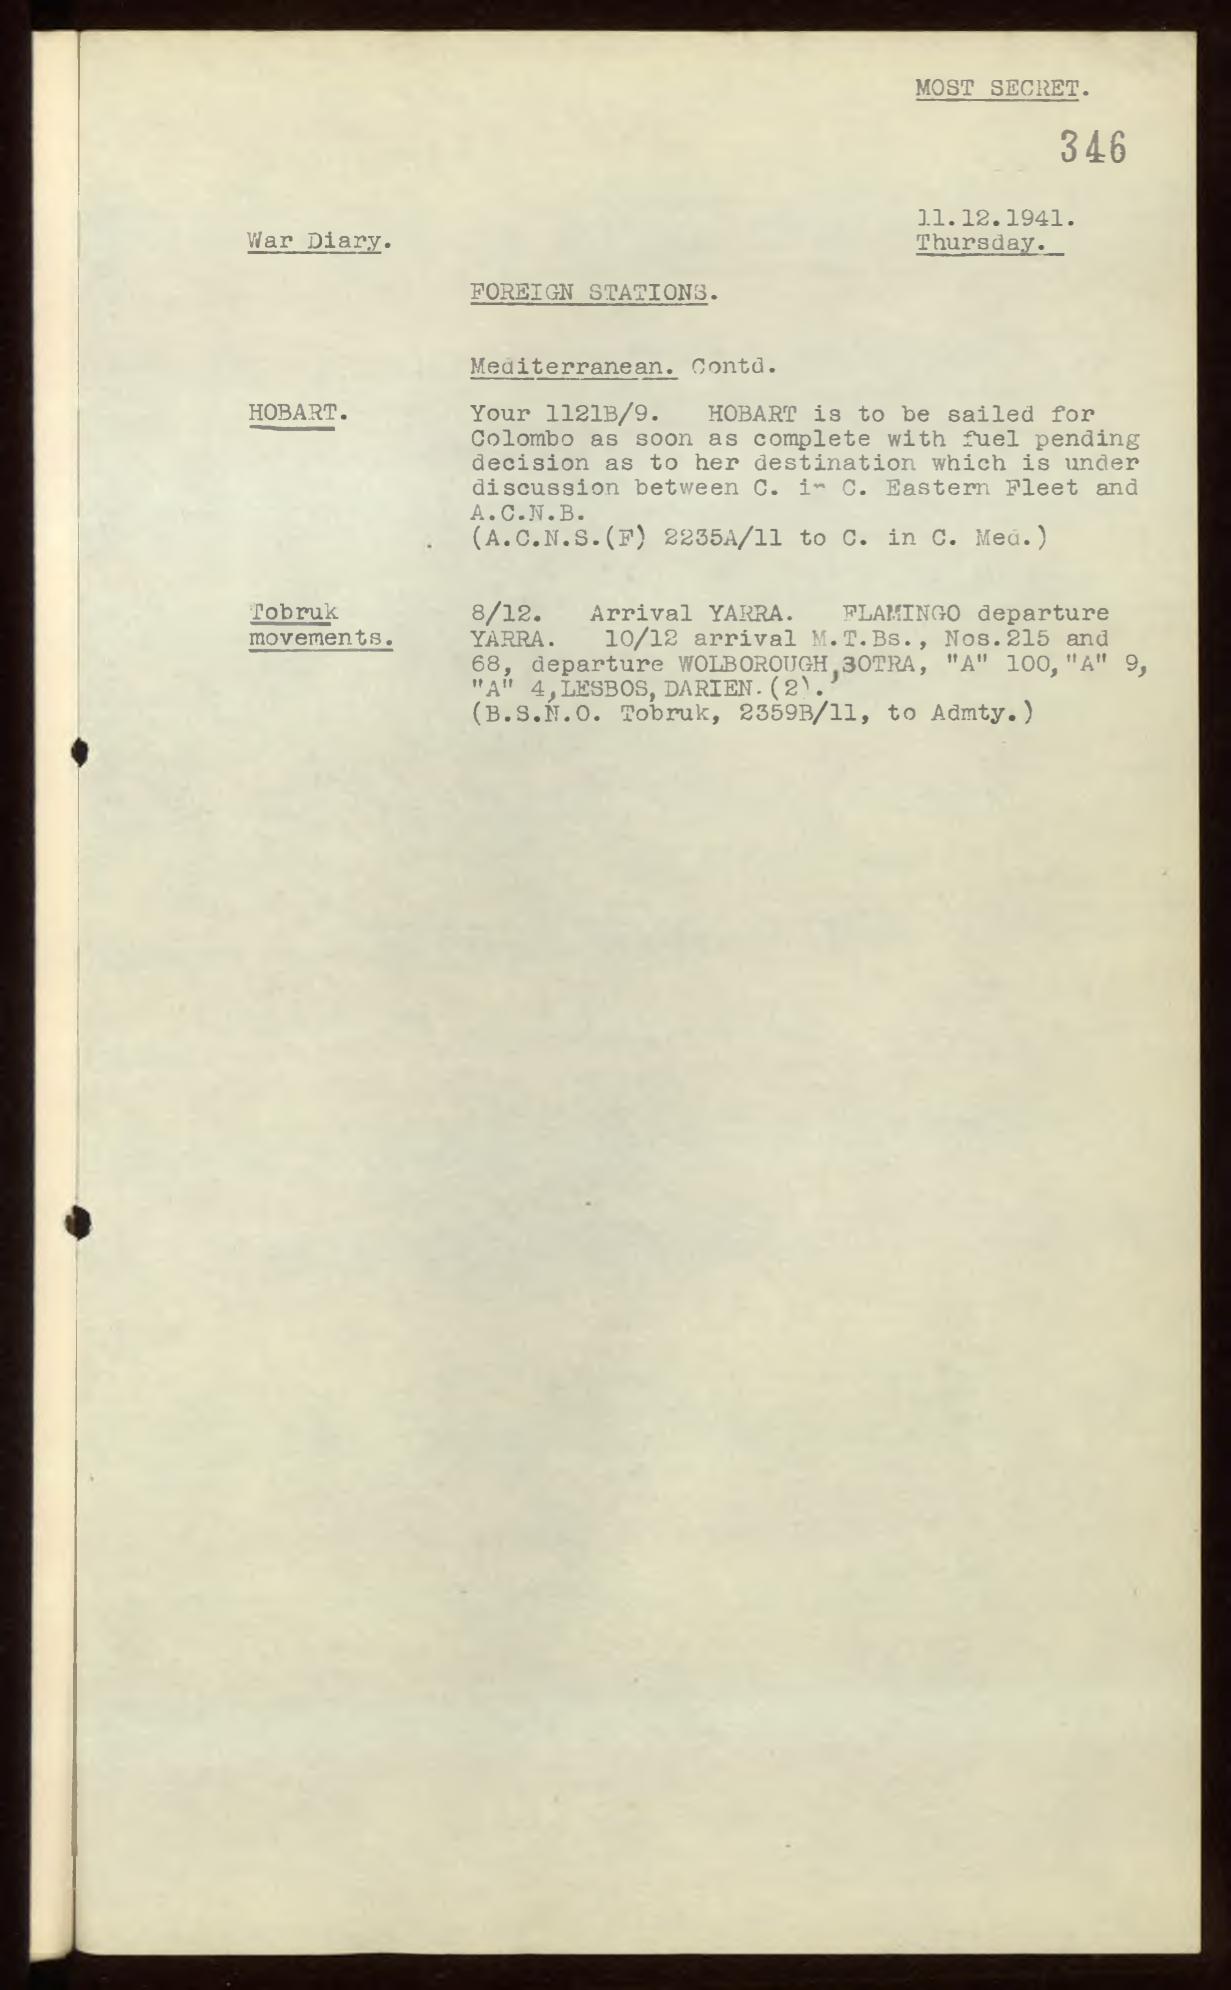 MOST SECRET.
346
11.12.1941.
War Diary.
Thursday.
FOREIGN STATIONS.
Mediterranean. Contd.
HOBART.
Your 1121B/9. HOBART is to be sailed for
Colombo as soon as complete with fuel pending
decision as to her destination which is under
discussion between C. in C. Eastern Fleet and
A.C.N.B.
(A.C.N.S.(F) 2235A/11 to C. in C. Med.)
Tobruk
movements.
8/12. Arrival YARRA. FLAMINGO departure
YARRA. 10/12 arrival M.T.Bs., Nos.215 and
68, departure WOLBOROUGH, "A" 100, "A" 9,
"A" 4, LESBOS, DARIEN. (2).
(B.S.N.O. Tobruk, 2359B/11, to Admty.)